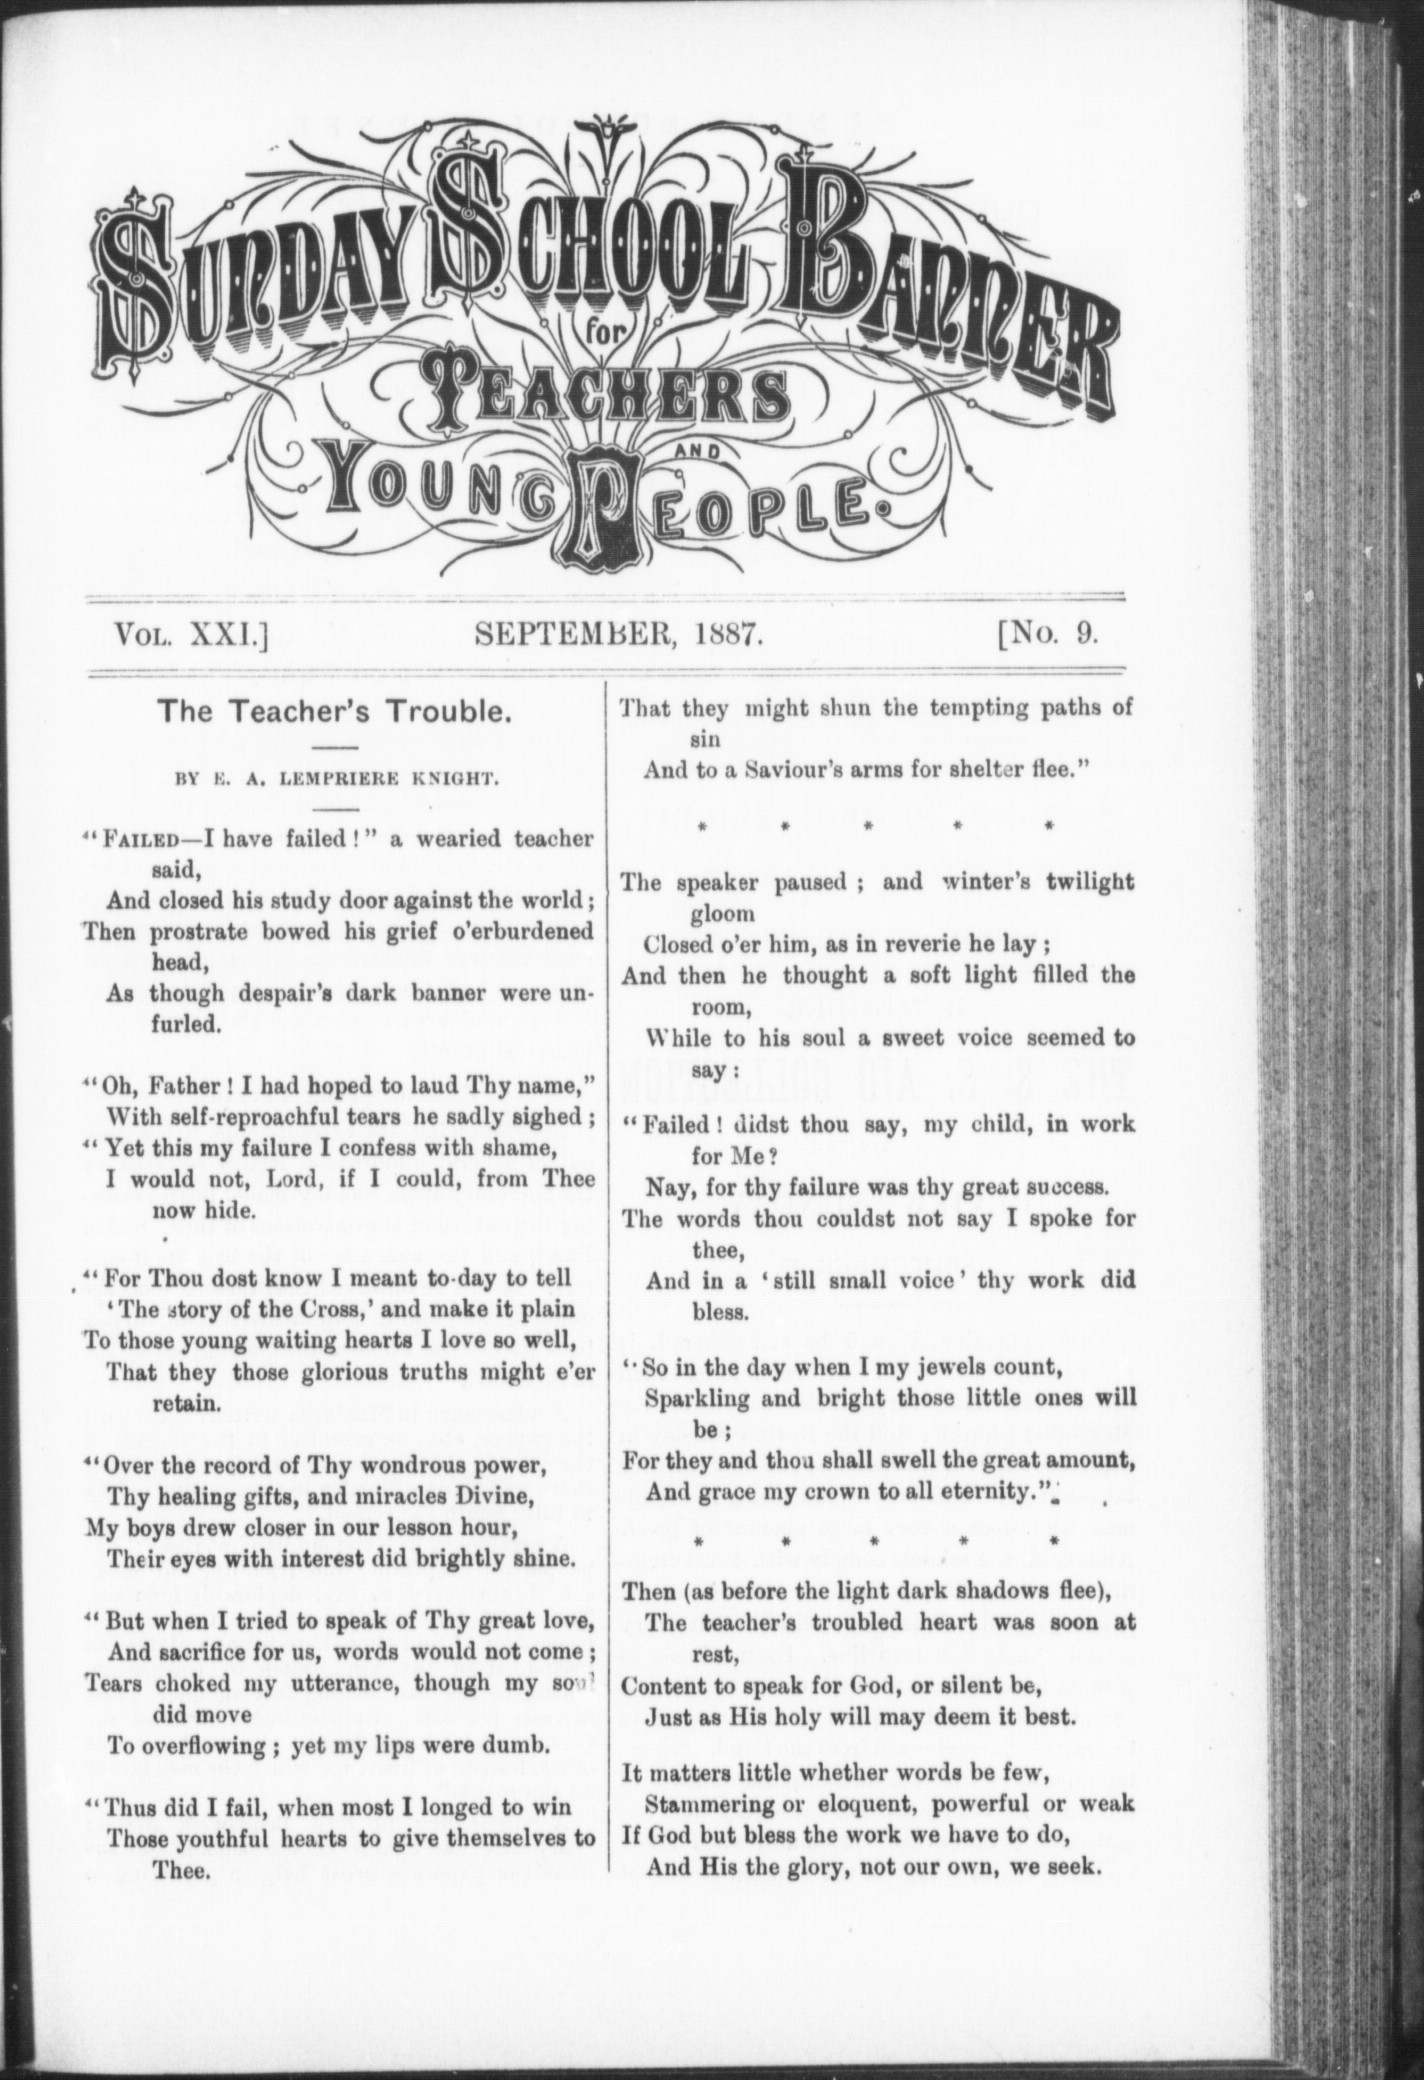 SUNDAY SCHOOL BANNER
for
TEACHERS
AND
YOUNG PEOPLE.
VOL. XXI.] SEPTEMBER, 1887. [No. 9.
The Teacher's Trouble.
BY E. A. LEMPRIERE KNIGHT.
"FAILED—I have failed!" a wearied teacher
said,
And closed his study door against the world;
Then prostrate bowed his grief o'erburdened
head,
As though despair's dark banner were un-
furled.
"Oh, Father! I had hoped to laud Thy name,"
With self-reproachful tears he sadly sighed;
"Yet this my failure I confess with shame,
I would not, Lord, if I could, from Thee
now hide.
"For Thou dost know I meant to-day to tell
'The story of the Cross,' and make it plain
To those young waiting hearts I love so well,
That they those glorious truths might e'er
retain.
"Over the record of Thy wondrous power,
Thy healing gifts, and miracles Divine,
My boys drew closer in our lesson hour,
Their eyes with interest did brightly shine.
"But when I tried to speak of Thy great love,
And sacrifice for us, words would not come;
Tears choked my utterance, though my soul
did move
To overflowing; yet my lips were dumb.
"Thus did I fail, when most I longed to win
Those youthful hearts to give themselves to
Thee.
That they might shun the tempting paths of
sin
And to a Saviour's arms for shelter flee."
* * * * *
The speaker paused; and winter's twilight
gloom
Closed o'er him, as in reverie he lay;
And then he thought a soft light filled the
room,
While to his soul a sweet voice seemed to
say:
"Failed! didst thou say, my child, in work
for Me?
Nay, for thy failure was thy great success.
The words thou couldst not say I spoke for
thee,
And in a 'still small voice' thy work did
bless.
"So in the day when I my jewels count,
Sparkling and bright those little ones will
be;
For they and thou shall swell the great amount,
And grace my crown to all eternity."
* * * * *
Then (as before the light dark shadows flee),
The teacher's troubled heart was soon at
rest,
Content to speak for God, or silent be,
Just as His holy will may deem it best.
It matters little whether words be few,
Stammering or eloquent, powerful or weak
If God but bless the work we have to do,
And His the glory, not our own, we seek.